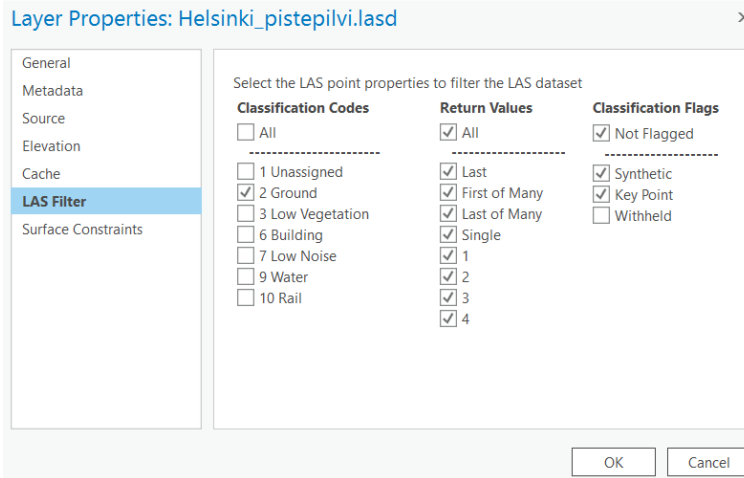 Layer Properties: Helsinki_pistepilvi.lasd
General
Metadata
Source
Elevation
Cache
LAS Filter
Surface Constraints
Select the LAS point properties to filter the LAS dataset
Classification Codes
All
1 Unassigned
2 Ground
3 Low Vegetation
6 Building
7 Low Noise
9 Water
10 Rail
Return Values
All
Last
First of Many
Last of Many
Single
1
2
3
4
Classification Flags
Not Flagged
Synthetic
Key Point
Withheld
OK
Cancel